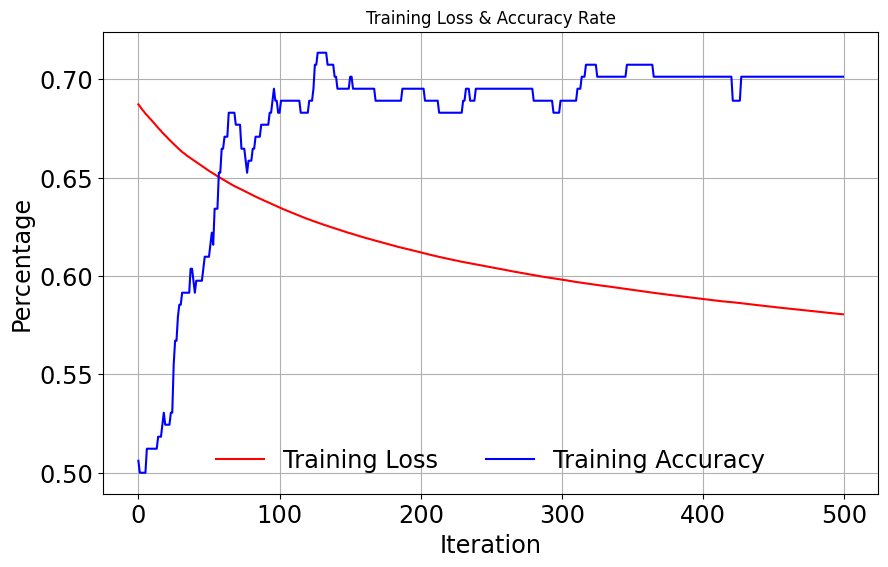 Training Loss & Accuracy Rate
Percentage
0.70
0.65
0.60
0.55
0.50
Training Loss
Training Accuracy
0 100 200 300 400 500
Iteration